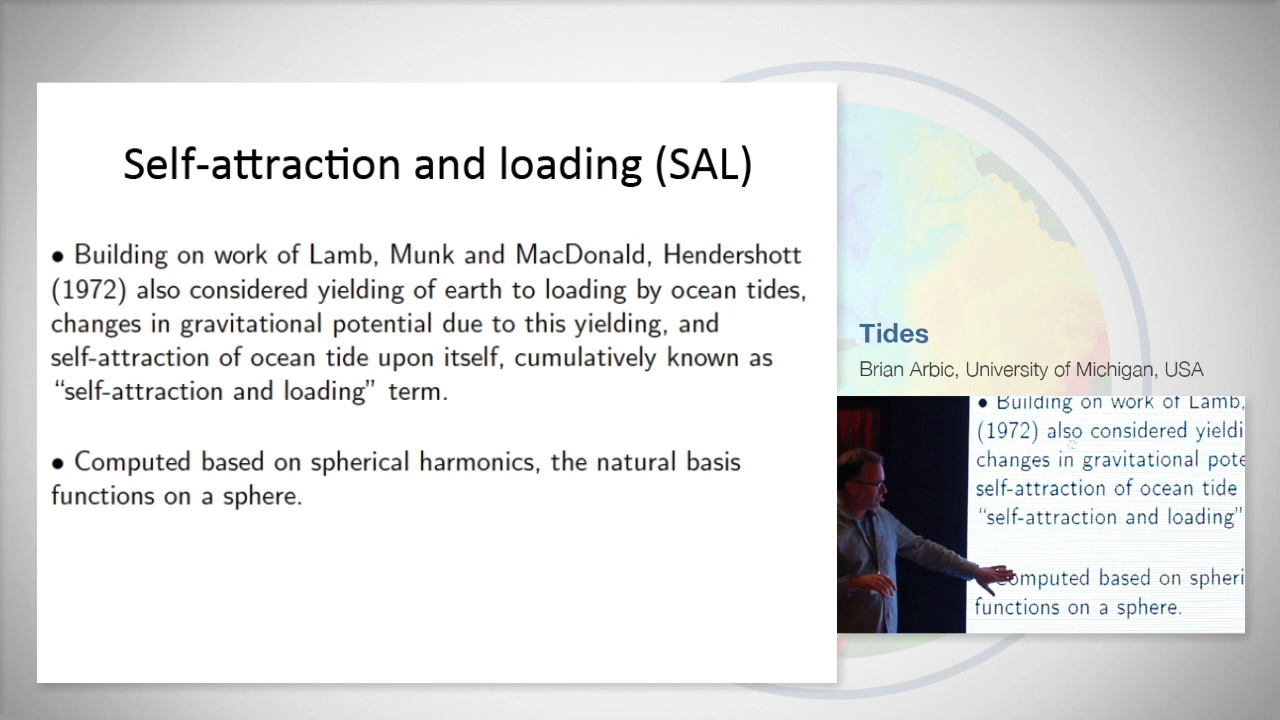 Self-attraction and loading (SAL)
• Building on work of Lamb, Munk and MacDonald, Hendershott
(1972) also considered yielding of earth to loading by ocean tides,
changes in gravitational potential due to this yielding, and
self-attraction of ocean tide upon itself, cumulatively known as
“self-attraction and loading” term.
• Computed based on spherical harmonics, the natural basis
functions on a sphere.
Tides
Brian Arbic, University of Michigan, USA
• Building on work of Lamb,
(1972) also considered yieldi
changes in gravitational pote
self-attraction of ocean tide
“self-attraction and loading”
omputed based on spheri
functions on a sphere.